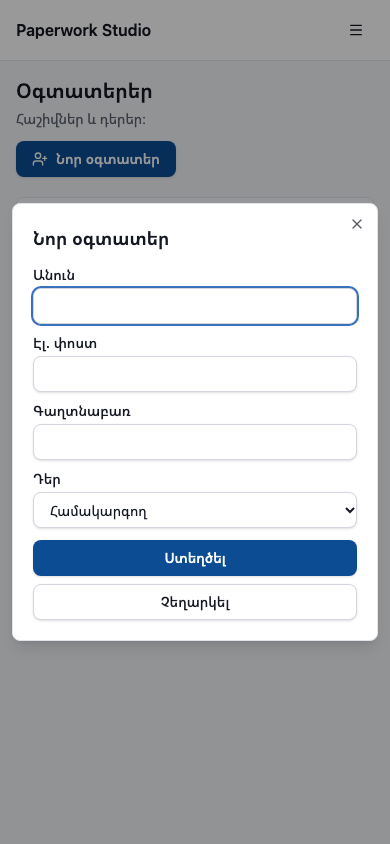 Paperwork Studio
Օգտատերեր
Հաշիվներ և դերեր։
Նոր օգտատեր
Նոր օգտատեր
Անուն
Էլ. փոստ
Գաղտնաբառ
Դեր
Համակարգող
Ստեղծել
Չեղարկել